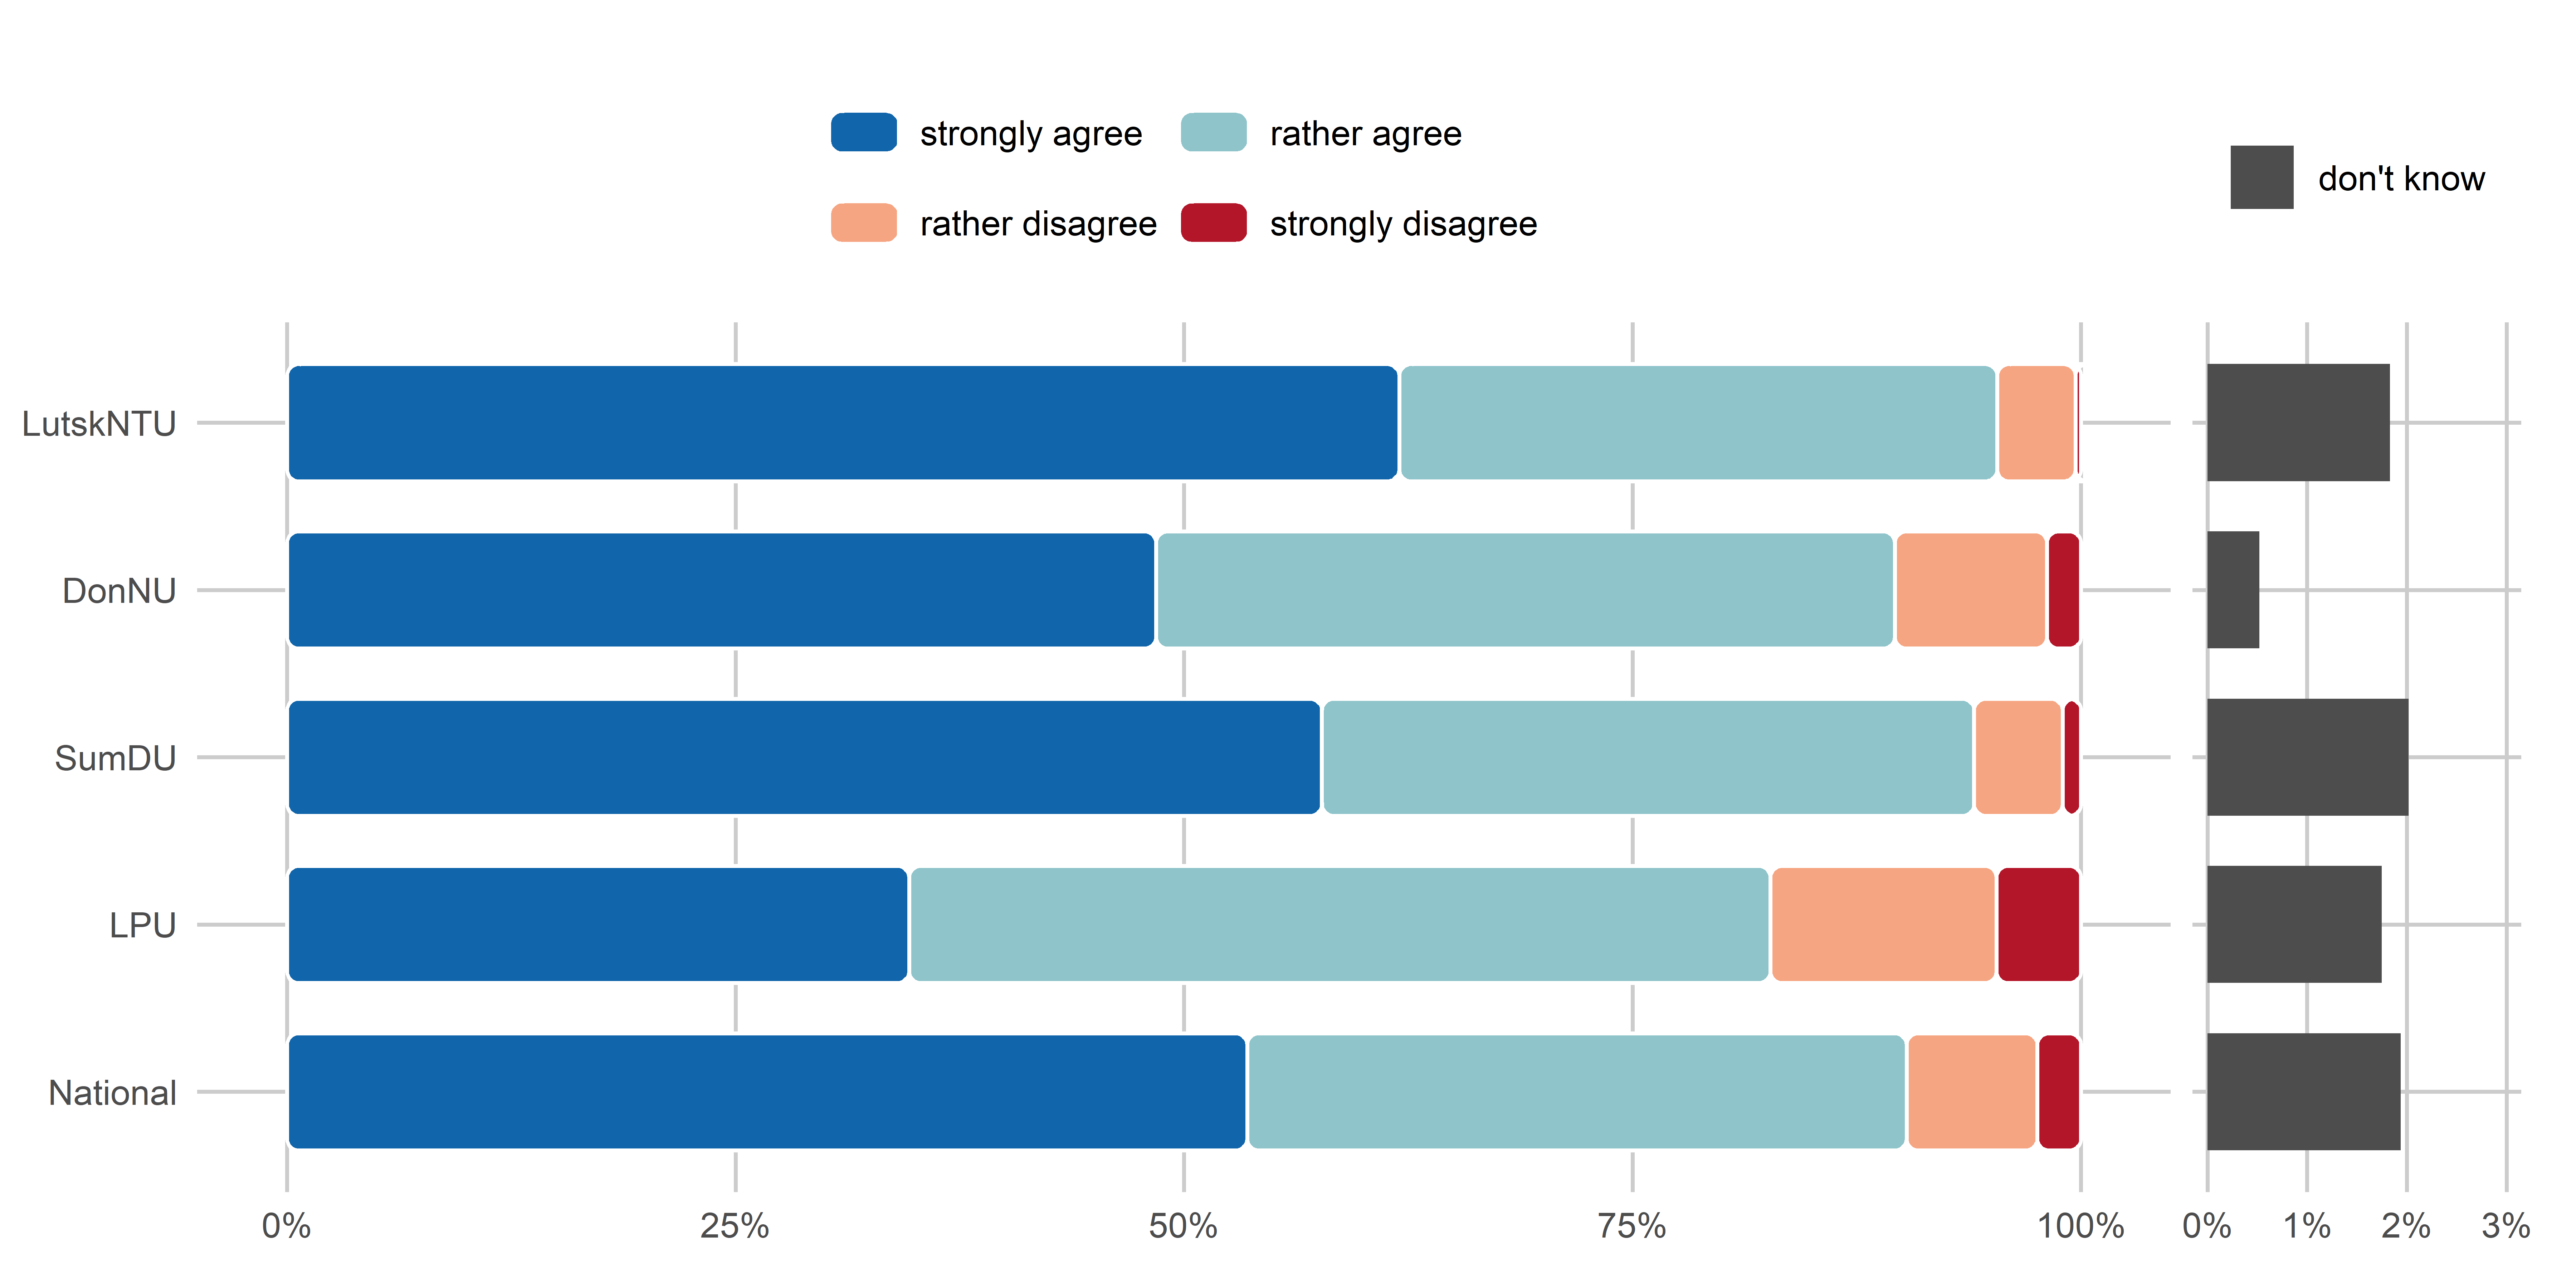 strongly agree rather agree
rather disagree strongly disagree
don't know
LutskNTU
DonNU
SumDU
LPU
National
0% 25% 50% 75% 100% 0% 1% 2% 3%